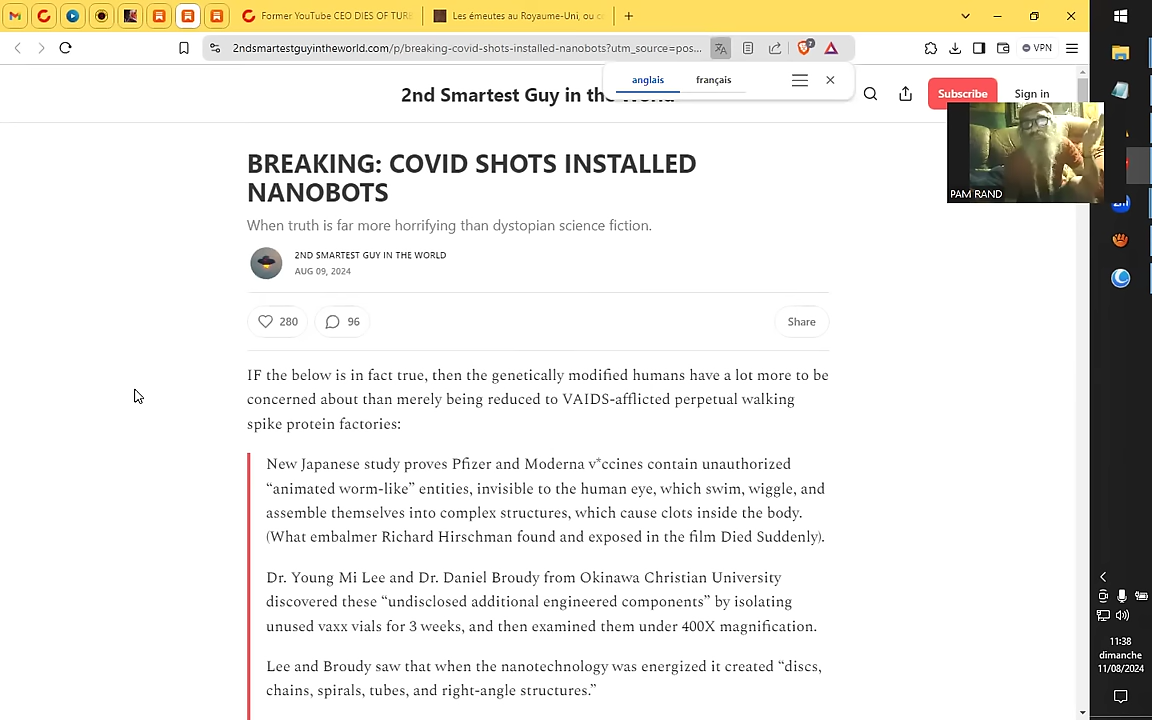 Former YouTube CEO DIES OF TUR
Les émeutes au Royaume-Uni, ou c
2ndsmartestguyintheworld.com/p/breaking-covid-shots-installed-nanobots?utm_source=pos...
VPN
anglais
français
2nd Smartest Guy in the World
Subscribe
Sign in
PAM RAND
BREAKING: COVID SHOTS INSTALLED
NANOBOTS
When truth is far more horrifying than dystopian science fiction.
2ND SMARTEST GUY IN THE WORLD
AUG 09, 2024
280
96
Share
IF the below is in fact true, then the genetically modified humans have a lot more to be
concerned about than merely being reduced to VAIDS-afflicted perpetual walking
spike protein factories:
New Japanese study proves Pfizer and Moderna v*ccines contain unauthorized
“animated worm-like” entities, invisible to the human eye, which swim, wiggle, and
assemble themselves into complex structures, which cause clots inside the body.
(What embalmer Richard Hirschman found and exposed in the film Died Suddenly).
Dr. Young Mi Lee and Dr. Daniel Broudy from Okinawa Christian University
discovered these “undisclosed additional engineered components” by isolating
unused vaxx vials for 3 weeks, and then examined them under 400X magnification.
Lee and Broudy saw that when the nanotechnology was energized it created “discs,
chains, spirals, tubes, and right-angle structures.”
11:38
dimanche
11/08/2024